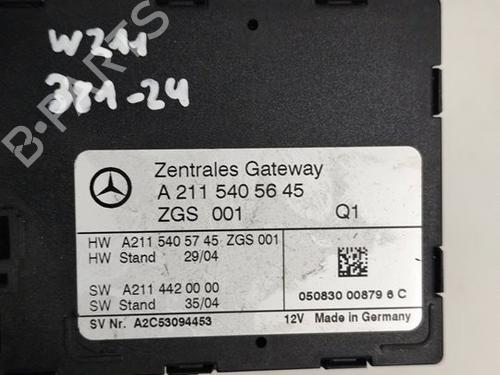 W211
381-24
B-PARTS
Zentrales Gateway
A 211 540 56 45
ZGS 001 Q1
HW A211 540 57 45 ZGS 001
HW Stand 29/04
SW A211 442 00 00
SW Stand 35/04
050830 00879 6 C
SV Nr. A2C53094453 12V Made in Germany